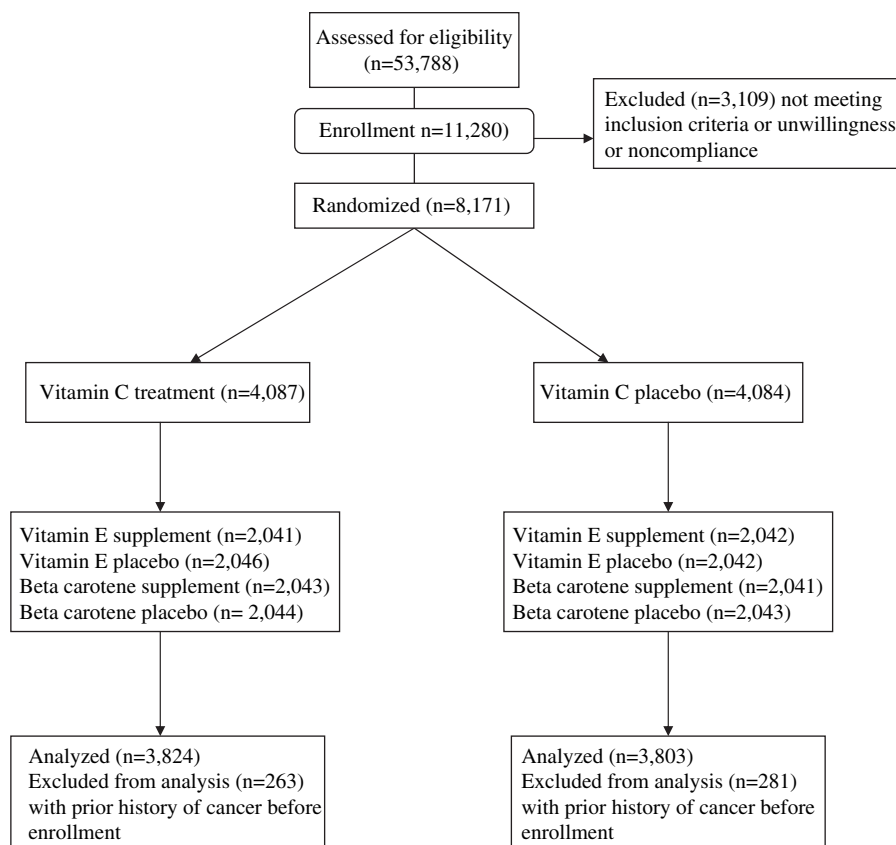 Assessed for eligibility
(n=53,788)
Enrollment n=11,280)
Excluded (n=3,109) not meeting
inclusion criteria or unwillingness
or noncompliance
Randomized (n=8,171)
Vitamin C treatment (n=4,087)
Vitamin C placebo (n=4,084)
Vitamin E supplement (n=2,041)
Vitamin E placebo (n=2,046)
Beta carotene supplement (n=2,043)
Beta carotene placebo (n= 2,044)
Vitamin E supplement (n=2,042)
Vitamin E placebo (n=2,042)
Beta carotene supplement (n=2,041)
Beta carotene placebo (n=2,043)
Analyzed (n=3,824)
Excluded from analysis (n=263)
with prior history of cancer before
enrollment
Analyzed (n=3,803)
Excluded from analysis (n=281)
with prior history of cancer before
enrollment